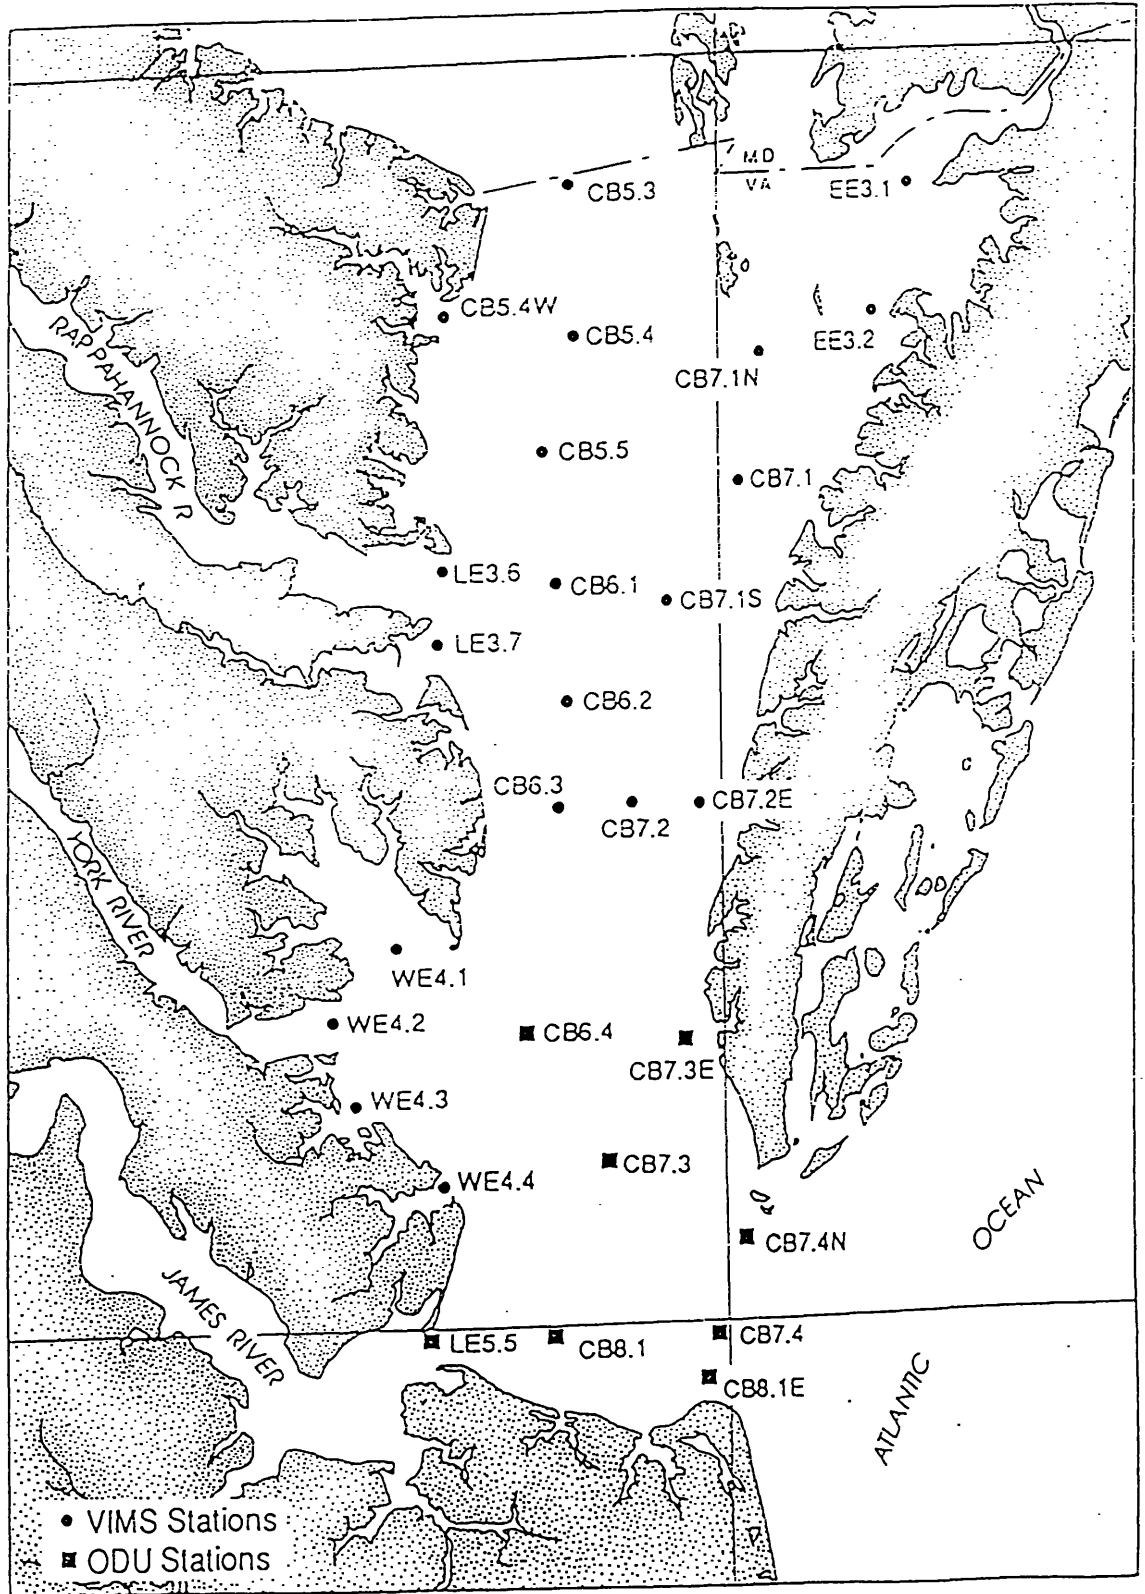 MD
VA
CB5.3
EE3.1
CB5.4W
CB5.4
EE3.2
CB7.1N
RAPPAHANNOCK R
CB5.5
CB7.1
LE3.6
CB6.1
CB7.1S
LE3.7
CB6.2
CB6.3
CB7.2
CB7.2E
YORK RIVER
WE4.1
WE4.2
CB6.4
CB7.3E
WE4.3
CB7.3
WE4.4
CB7.4N
OCEAN
JAMES RIVER
LE5.5
CB8.1
CB7.4
CB8.1E
ATLANTIC
VIMS Stations
ODU Stations